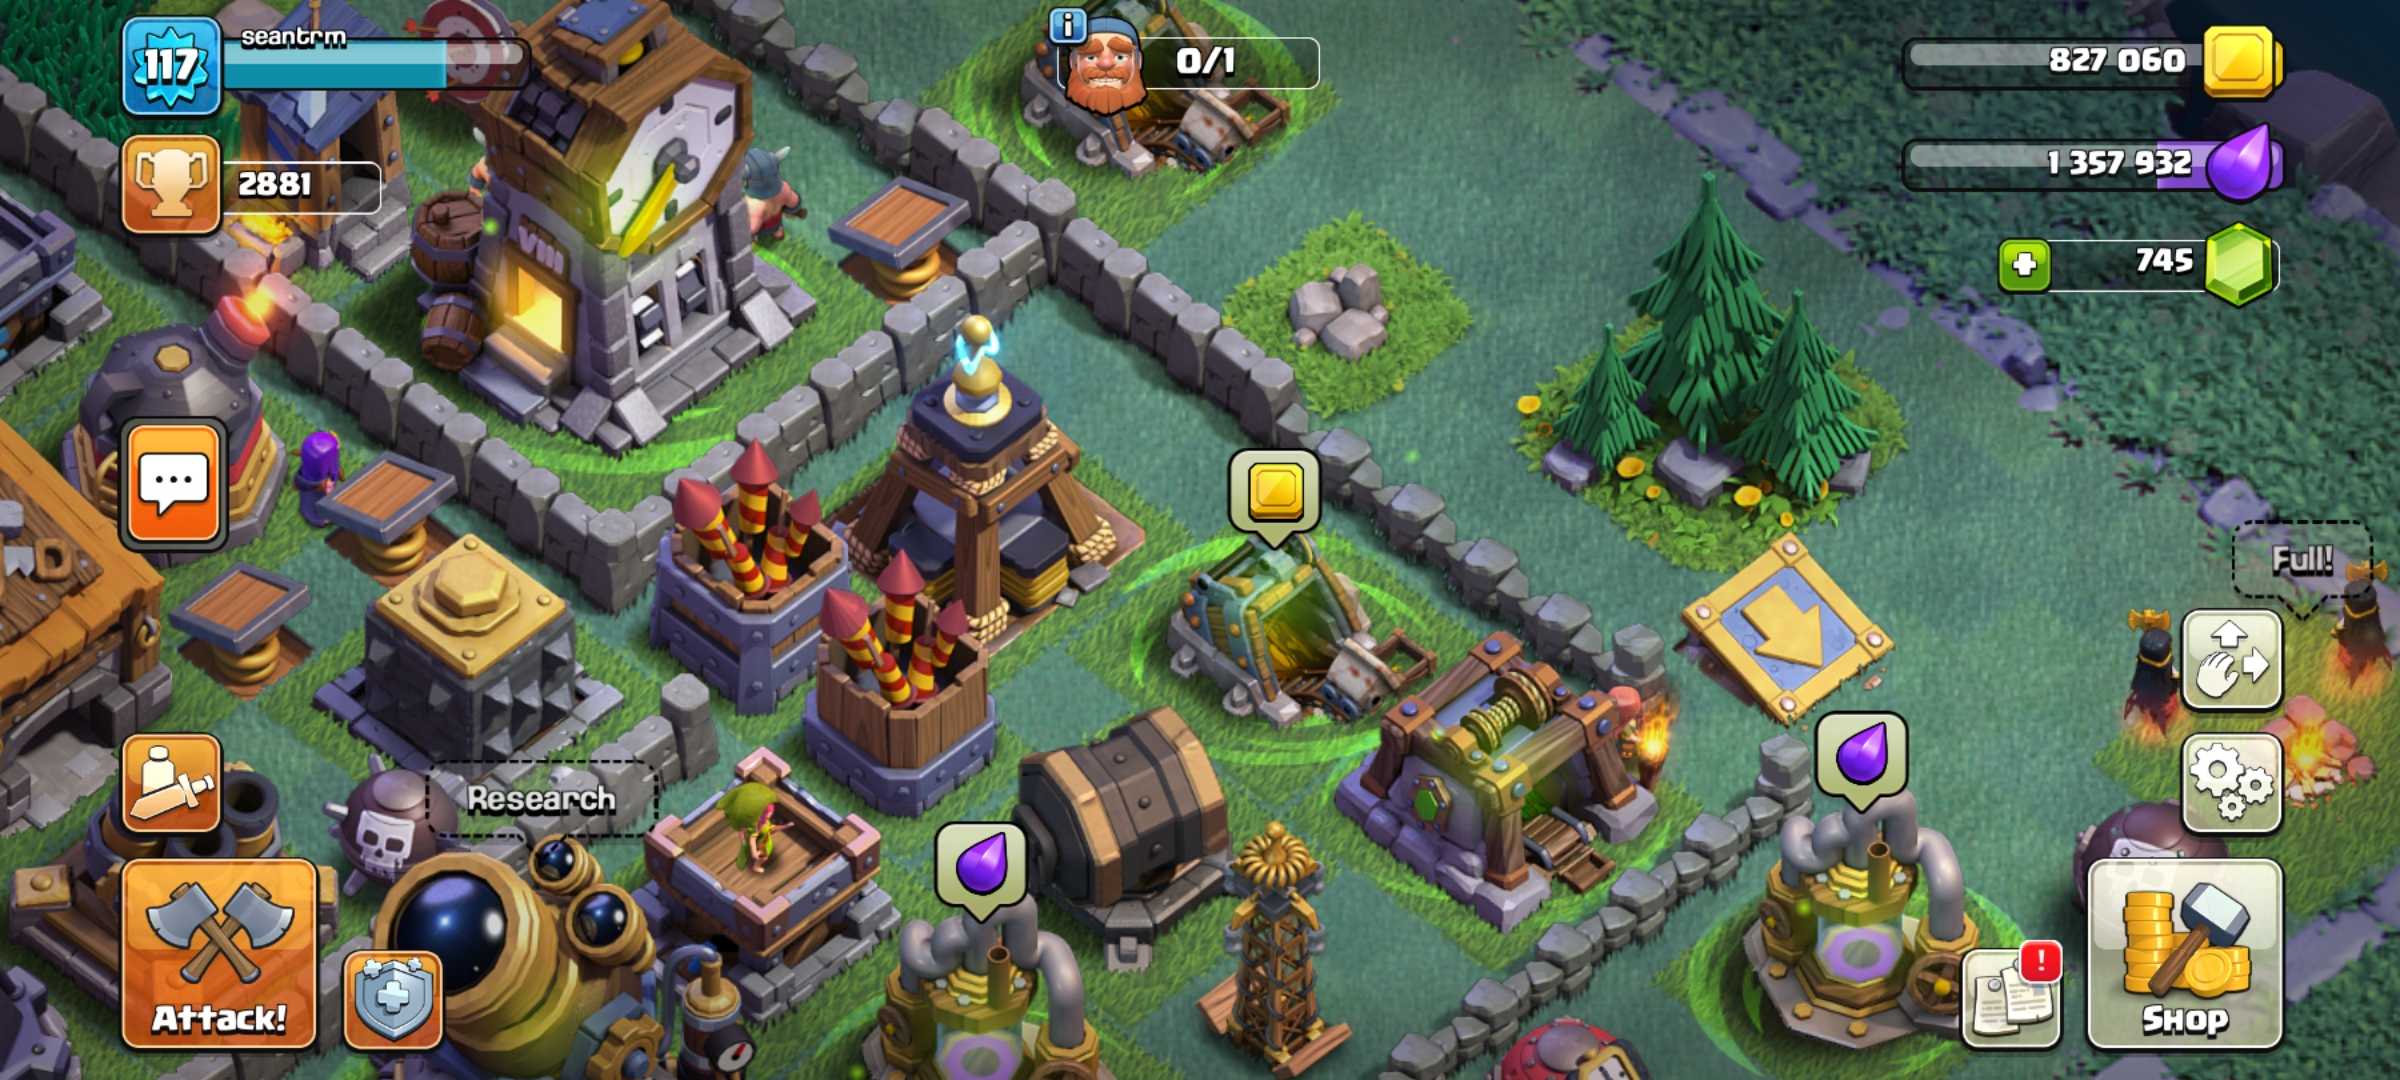 117
seantrm
0/1
827 060
2881
1 357 932
VIII
745
Full!
Research
Attack!
Shop